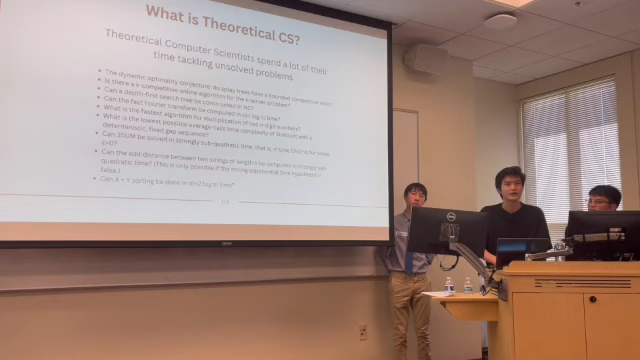 What is Theoretical CS?
Theoretical Computer Scientists spend a lot of their
time tackling unsolved problems
The dynamic optimality conjecture: do splay trees have a bounded competitive ratio?
Is there a k-competitive online algorithm for the k-server problem?
Can a depth-first search tree be constructed in NC?
Can the fast Fourier transform be computed in time?
What is the fastest algorithm for multiplication of two n-digit numbers?
What is the lowest possible average-case time complexity of Shellsort with a
deterministic, fixed gap sequence?
Can 3SUM be solved in strongly sub-quadratic time, that is, in time for some
Can the edit distance between two strings of length n be computed in strongly sub-
quadratic time? (This is only possible if the strong exponential time hypothesis is
false.)
Can X + Y sorting be done in time?
DELL